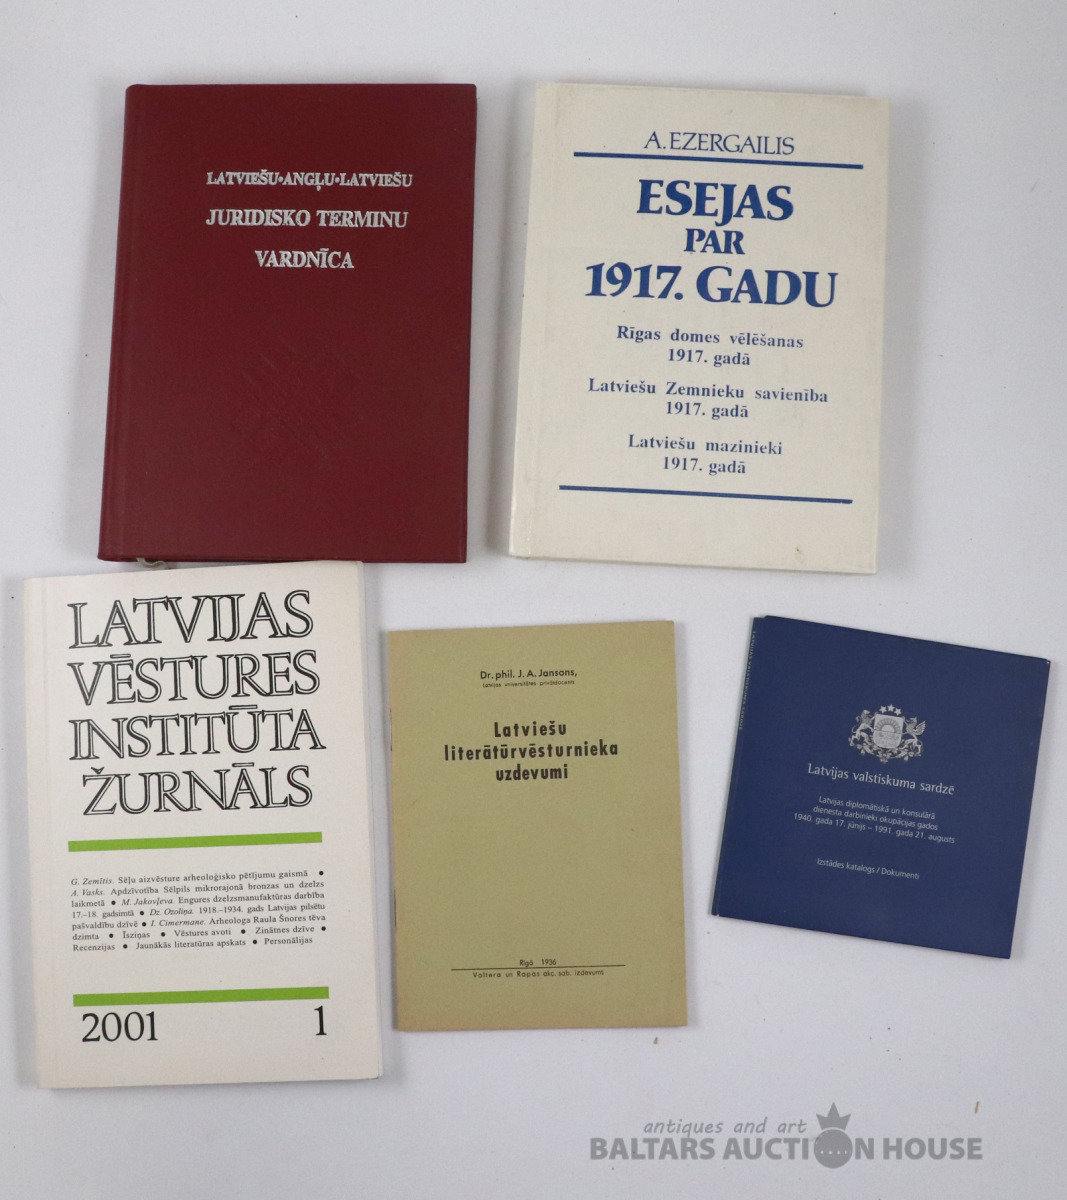 LATVIEŠU•ANGĻU•LATVIEŠU
JURIDISKO TERMINU
VARDNĪCA
A. EZERGAILIS
ESEJAS
PAR
1917. GADU
Rīgas domes vēlēšanas
1917. gadā
Latviešu Zemnieku savienība
1917. gadā
Latviešu mazinieki
1917. gadā
LATVIJAS
VĒSTURES
INSTITŪTA
ŽURNĀLS
G. Zemītis. Sēļu aizvēsture arheoloģisko pētījumu gaismā •
A. Vasks. Apdzīvotība Sēlpils mikrorajonā bronzas un dzelzs
laikmetā • M. Jakovļeva. Engures dzelzsmanufaktūras darbība
17.–18. gadsimtā • Dz. Ozoliņa. 1918.–1934. gads Latvijas pilsētu
pašvaldību dzīvē • I. Cimermane. Arheologa Raula Šnores tēva
dzimta • Īsziņas • Vēstures avoti • Zinātnes dzīve •
Recenzijas • Jaunākās literatūras apskats • Personālijas
2001 1
Dr. phil. J. A. Jansons,
Latvijas universitātes privātdocents
Latviešu
literātūrvēsturnieka
uzdevumi
Rīgā 1936
Valtera un Rapas akc. sab. izdevums
Latvijas valstiskuma sardzē
Latvijas diplomātiskā un konsulārā
dienesta darbinieki okupācijas gados
1940. gada 17. jūnijs – 1991. gada 21. augusts
Izstādes katalogs / Dokumenti
antiques and art
BALTARS AUCTION HOUSE